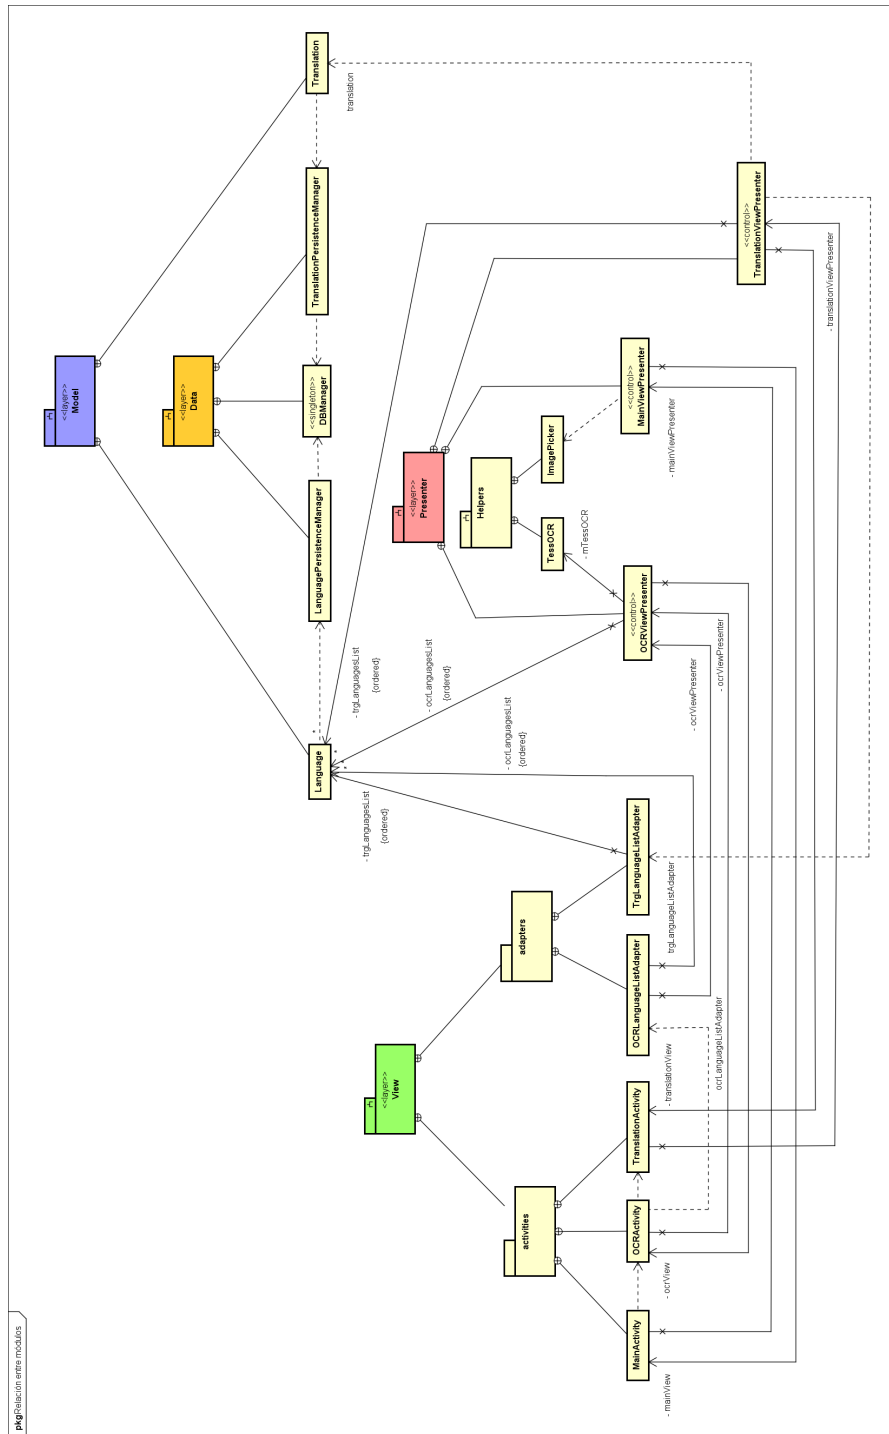 pkg Relación entre módulos
<<layer>>
Model
<<layer>>
Data
Translation
translation
TranslationPersistenceManager
<<singleton>>
DBManager
LanguagePersistenceManager
Language
<<layer>>
Presenter
Helpers
ImagePicker
TessOCR
- mTessOCR
<<control>>
TranslationViewPresenter
- translationViewPresenter
<<control>>
MainViewPresenter
- mainViewPresenter
<<control>>
OCRViewPresenter
- ocrViewPresenter
- ocrViewPresenter
- trgLanguagesList
{ordered}
*
- ocrLanguagesList
{ordered}
*
- ocrLanguagesList
{ordered}
*
- trgLanguagesList
{ordered}
*
<<layer>>
View
adapters
TrgLanguageListAdapter
trgLanguageListAdapter
OCRLanguageListAdapter
ocrLanguageListAdapter
activities
TranslationActivity
- translationView
OCRActivity
- ocrView
MainActivity
- mainView